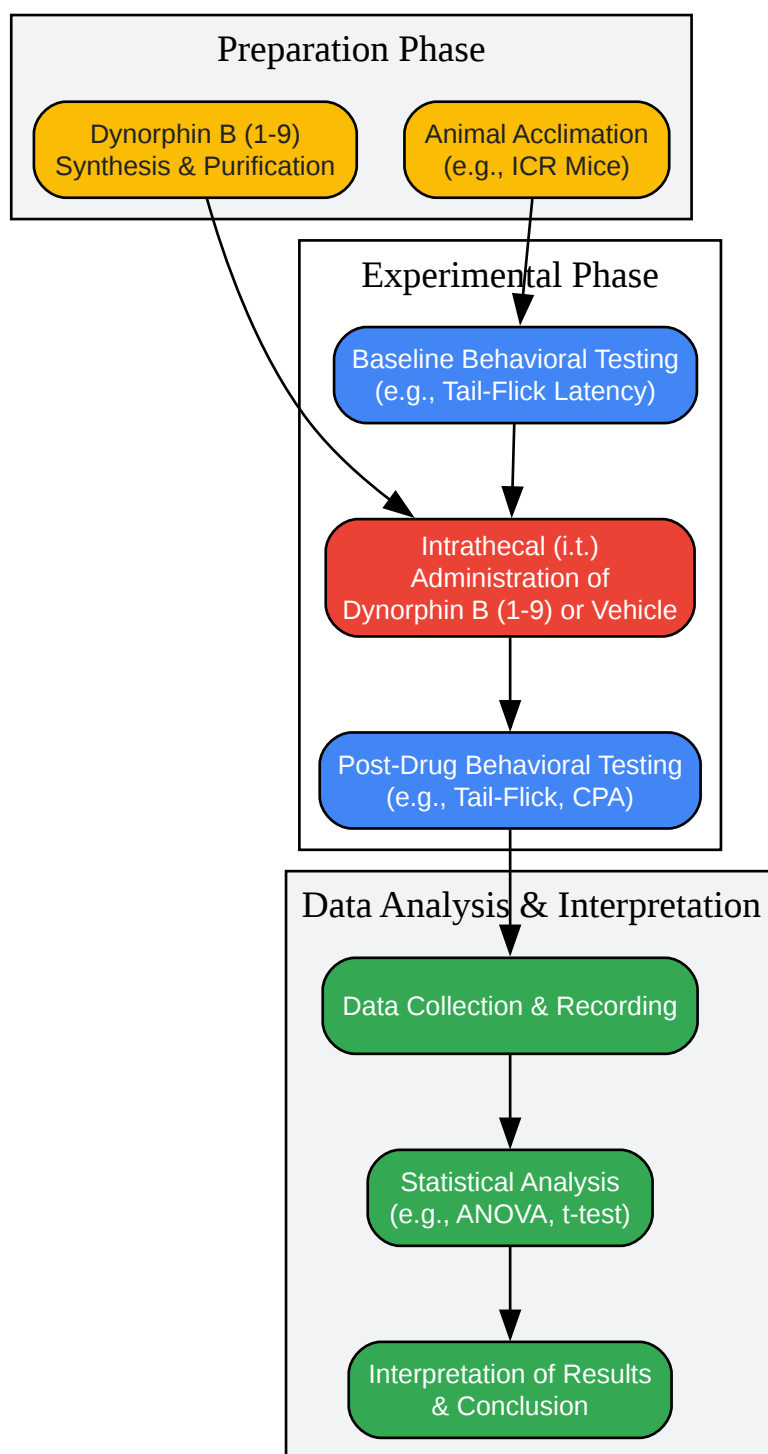 Preparation Phase
Dynorphin B (1-9)
Synthesis & Purification
Animal Acclimation
(e.g., ICR Mice)
Experimental Phase
Baseline Behavioral Testing
(e.g., Tail-Flick Latency)
Intrathecal (i.t.)
Administration of
Dynorphin B (1-9) or Vehicle
Post-Drug Behavioral Testing
(e.g., Tail-Flick, CPA)
Data Analysis & Interpretation
Data Collection & Recording
Statistical Analysis
(e.g., ANOVA, t-test)
Interpretation of Results
& Conclusion